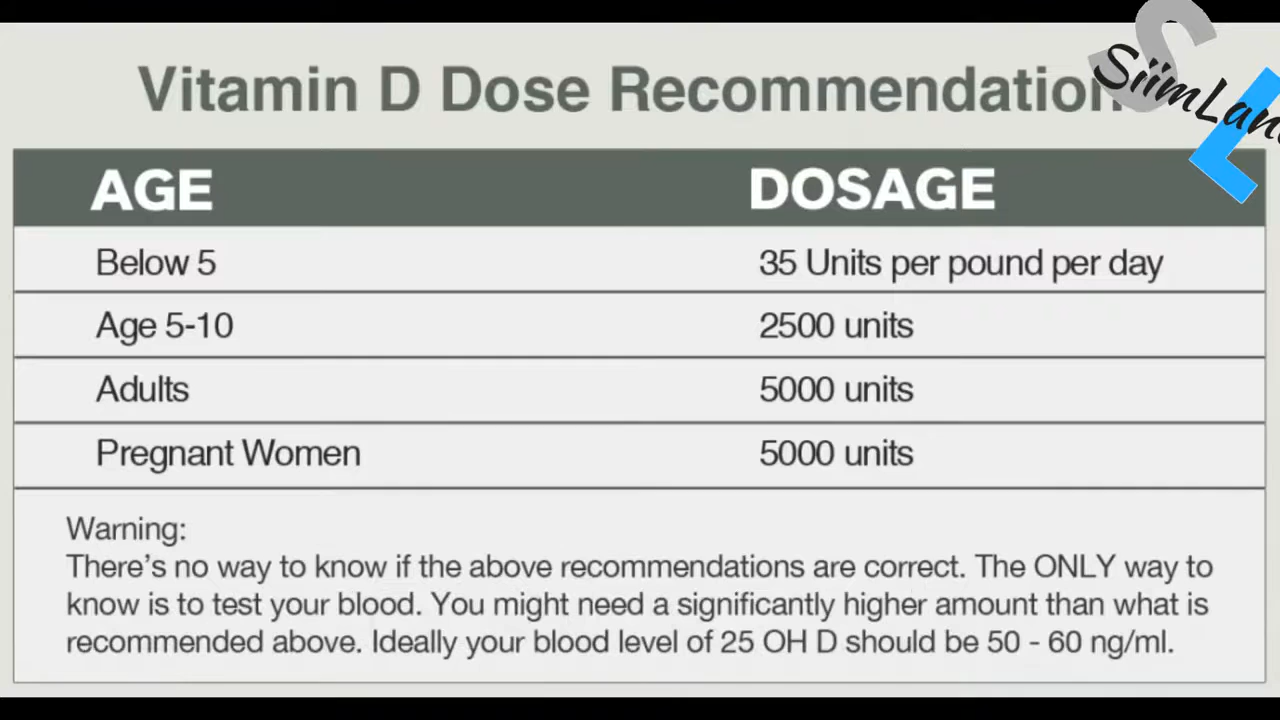 Vitamin D Dose Recommendation
SiimLand
AGE DOSAGE
Below 5 35 Units per pound per day
Age 5-10 2500 units
Adults 5000 units
Pregnant Women 5000 units
Warning:
There's no way to know if the above recommendations are correct. The ONLY way to
know is to test your blood. You might need a significantly higher amount than what is
recommended above. Ideally your blood level of 25 OH D should be 50 - 60 ng/ml.